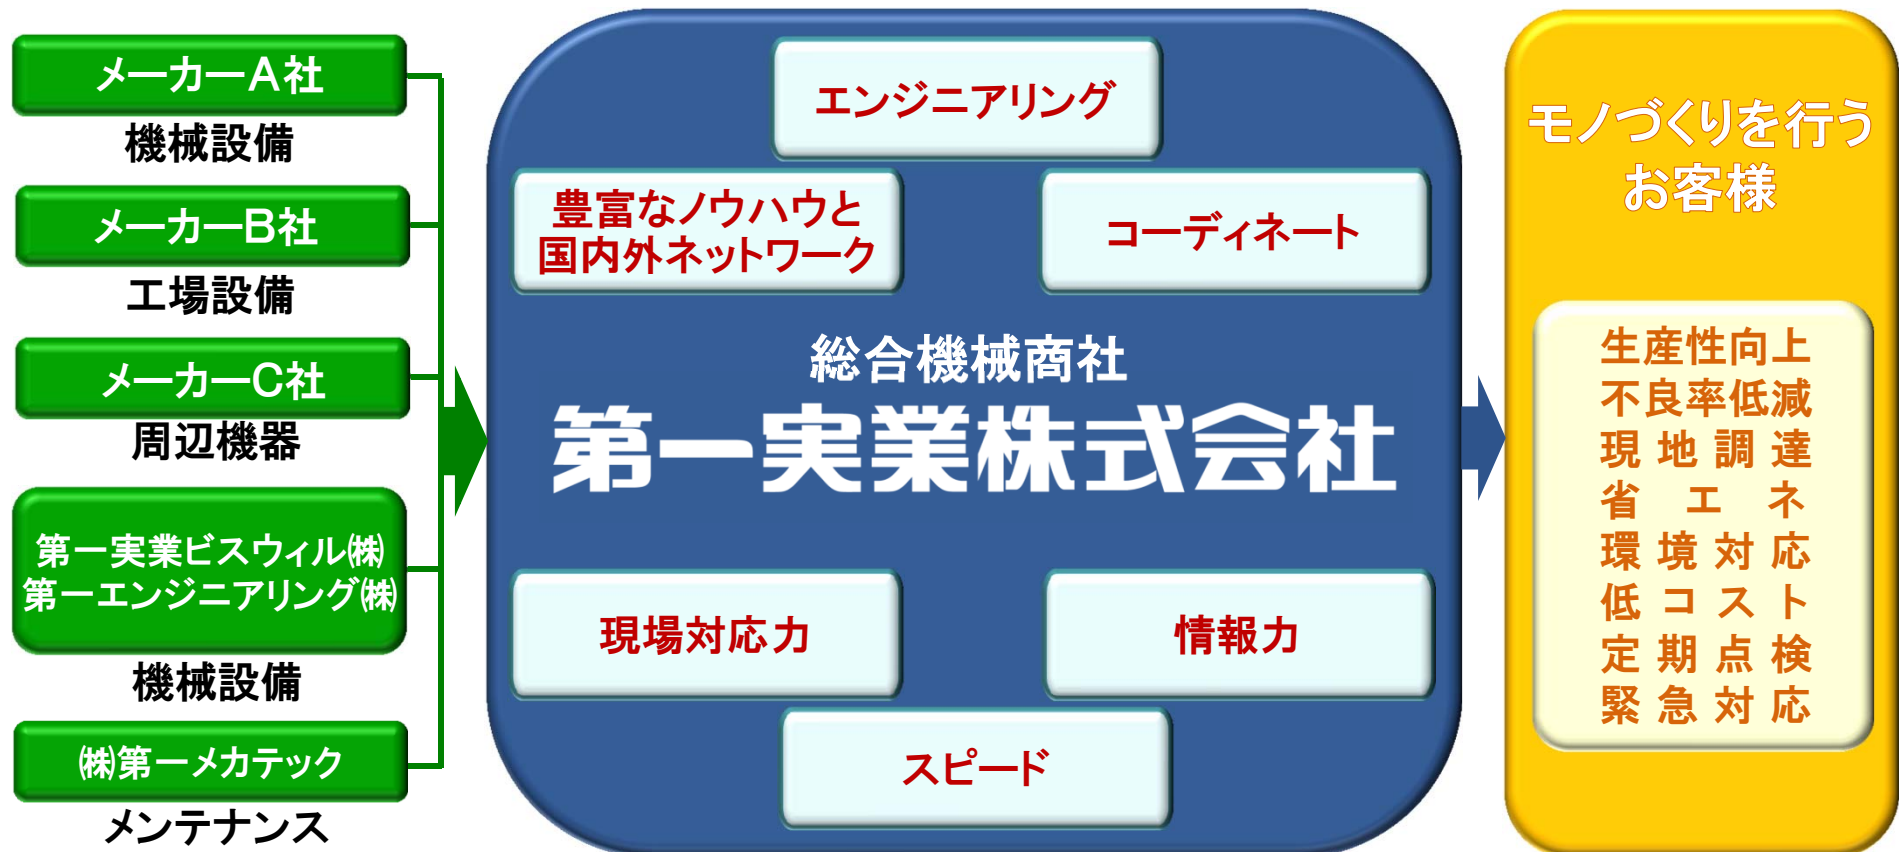 メーカーA社
機械設備
メーカーB社
工場設備
メーカーC社
周辺機器
第一実業ビスウィル㈱
第一エンジニアリング㈱
機械設備
㈱第一メカテック
メンテナンス
エンジニアリング
豊富なノウハウと
国内外ネットワーク
コーディネート
総合機械商社
第一実業株式会社
現場対応力
情報力
スピード
モノづくりを行う
お客様
生産性向上
不良率低減
現地調達
省エネ
環境対応
低コスト
定期点検
緊急対応